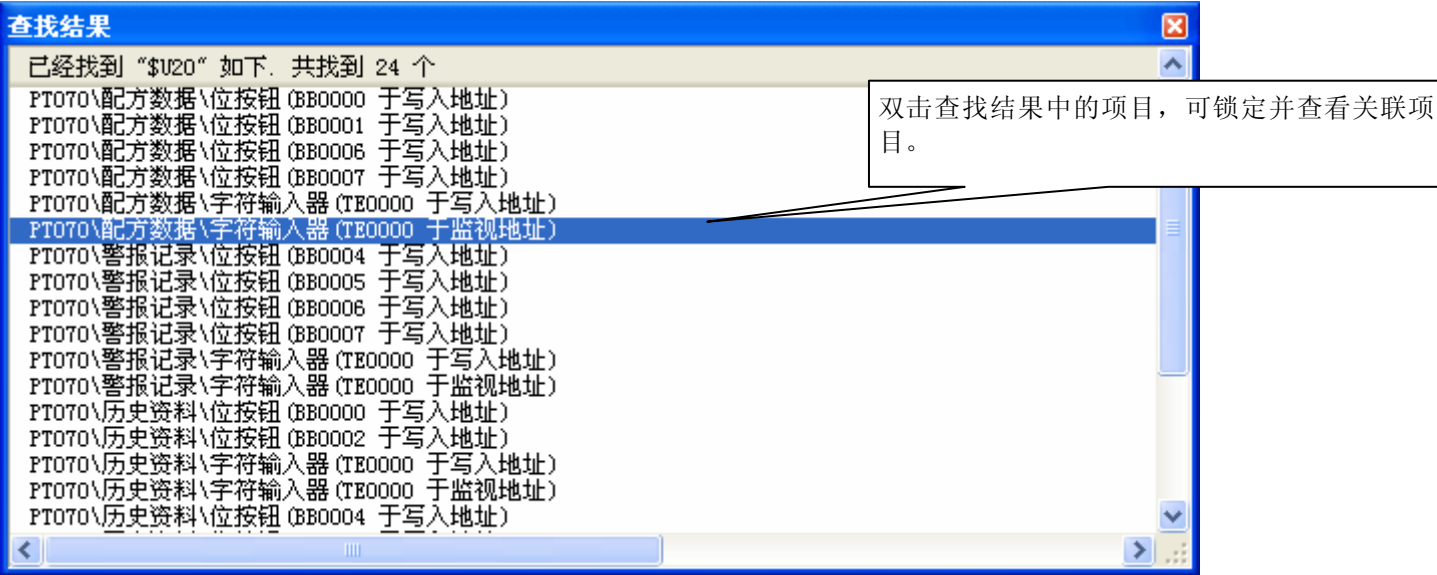 查找结果
已经找到 "$U20" 如下. 共找到 24 个
PT070\配方数据\位按钮(BB0000 于写入地址)
PT070\配方数据\位按钮(BB0001 于写入地址)
PT070\配方数据\位按钮(BB0006 于写入地址)
PT070\配方数据\位按钮(BB0007 于写入地址)
PT070\配方数据\字符输入器(TE0000 于写入地址)
PT070\配方数据\字符输入器(TE0000 于监视地址)
PT070\警报记录\位按钮(BB0004 于写入地址)
PT070\警报记录\位按钮(BB0005 于写入地址)
PT070\警报记录\位按钮(BB0006 于写入地址)
PT070\警报记录\位按钮(BB0007 于写入地址)
PT070\警报记录\字符输入器(TE0000 于写入地址)
PT070\警报记录\字符输入器(TE0000 于监视地址)
PT070\历史资料\位按钮(BB0000 于写入地址)
PT070\历史资料\位按钮(BB0002 于写入地址)
PT070\历史资料\字符输入器(TE0000 于写入地址)
PT070\历史资料\字符输入器(TE0000 于监视地址)
PT070\历史资料\位按钮(BB0004 于写入地址)
双击查找结果中的项目，可锁定并查看关联项
目。